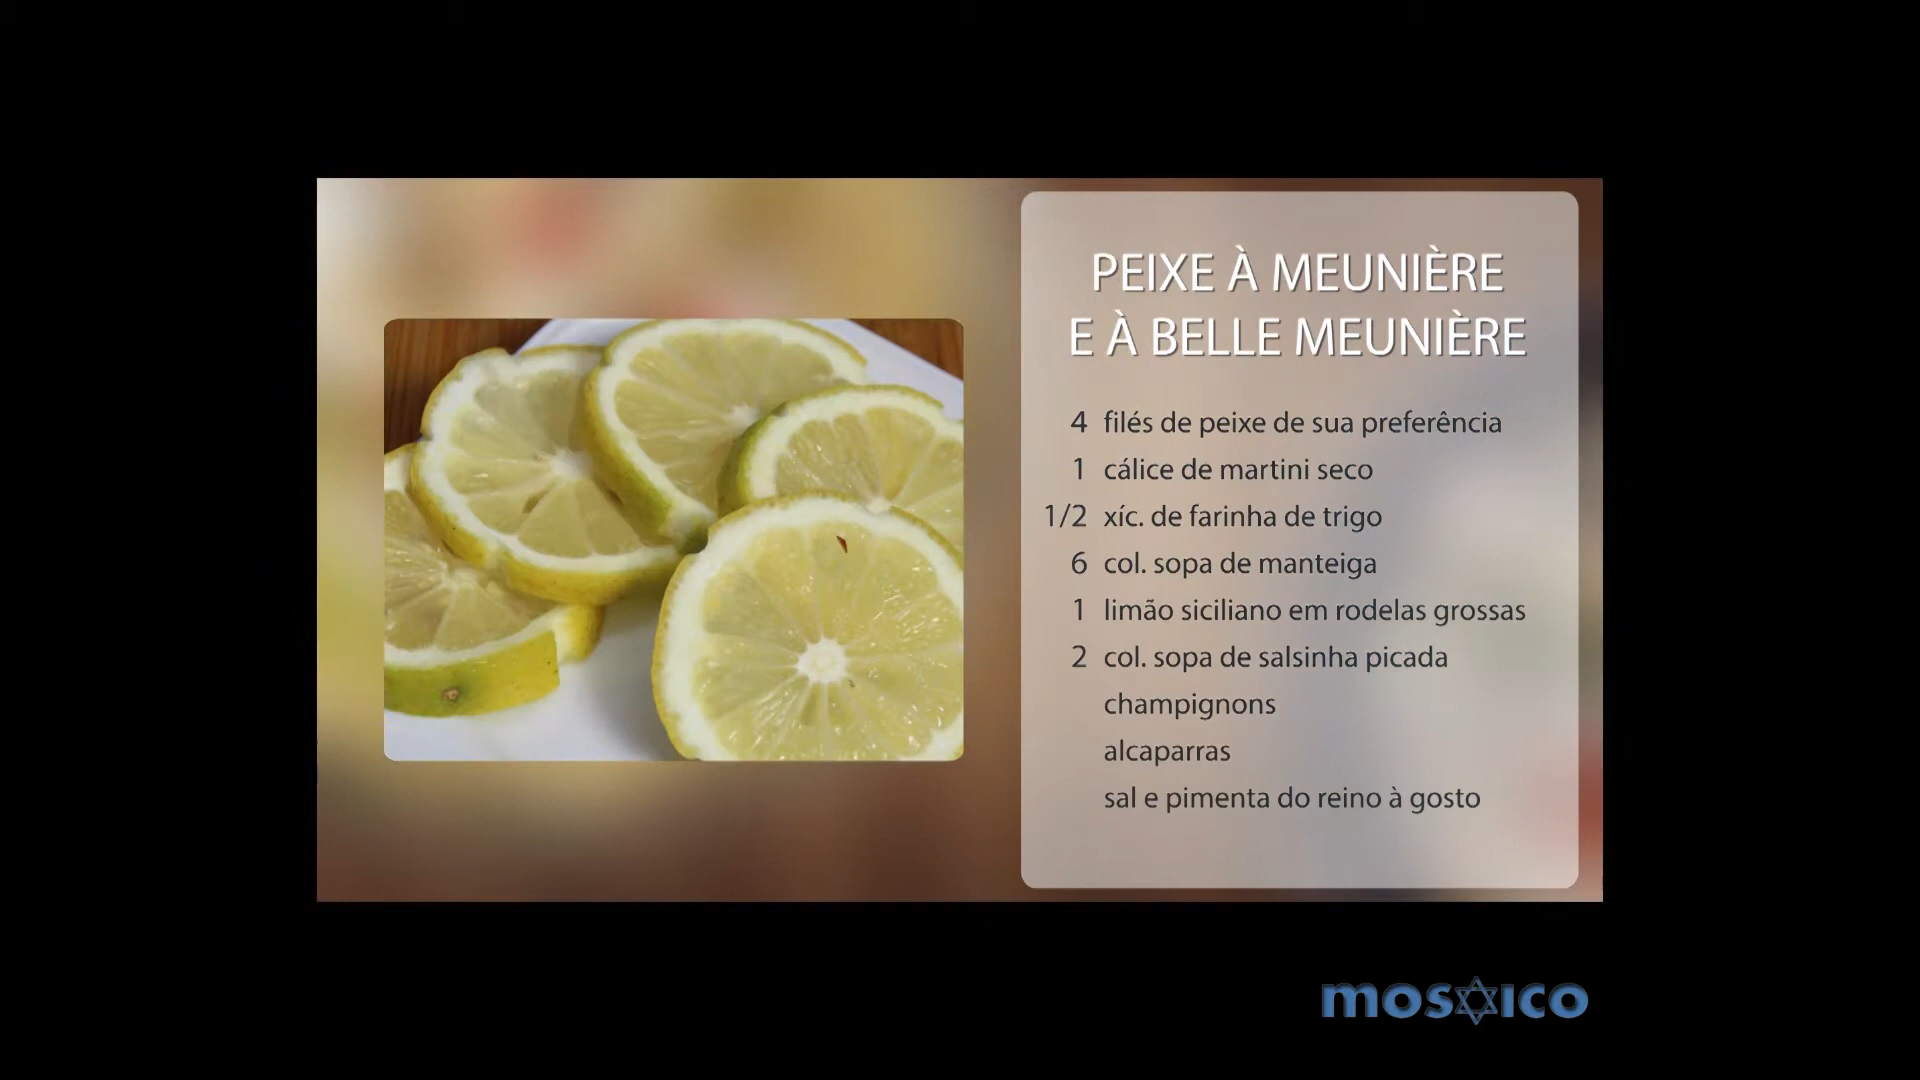 PEIXE À MEUNIÈRE
E À BELLE MEUNIÈRE
4 filés de peixe de sua preferência
1 cálice de martini seco
1/2 xíc. de farinha de trigo
6 col. sopa de manteiga
1 limão siciliano em rodelas grossas
2 col. sopa de salsinha picada
champignons
alcaparras
sal e pimenta do reino à gosto
mosaico